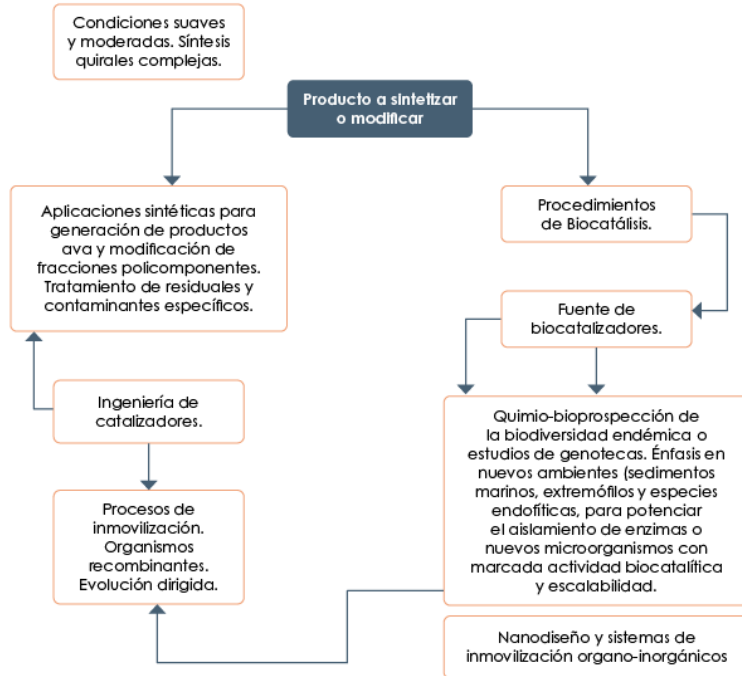 Condiciones suaves
y moderadas. Síntesis
quirales complejas.
Producto a sintetizar
o modificar
Aplicaciones sintéticas para
generación de productos
ava y modificación de
fracciones policomponentes.
Tratamiento de residuales y
contaminantes específicos.
Procedimientos
de Biocatálisis.
Fuente de
biocatalizadores.
Ingeniería de
catalizadores.
Quimio-bioprospección de
la biodiversidad endémica o
estudios de genotecas. Énfasis en
nuevos ambientes (sedimentos
marinos, extremófilos y especies
endofíticas, para potenciar
el aislamiento de enzimas o
nuevos microorganismos con
marcada actividad biocatalítica
y escalabilidad.
Procesos de
inmovilización.
Organismos
recombinantes.
Evolución dirigida.
Nanodiseño y sistemas de
inmovilización organo-inorgánicos